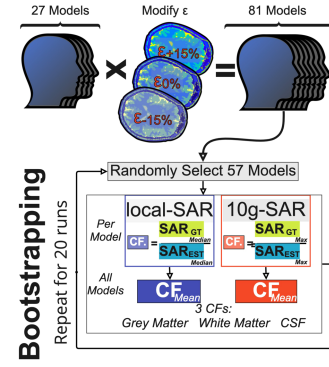 27 Models
Modify ε
81 Models
ε+15%
ε0%
ε-15%
X
=
Randomly Select 57 Models
Bootstrapping
Repeat for 20 runs
Per
Model
local-SAR
CF. = SAR GT Median
SAR EST Median
10g-SAR
CF. = SAR GT Max
SAR EST Max
All
Models
CF Mean
CF Mean
3 CFs:
Grey Matter White Matter CSF